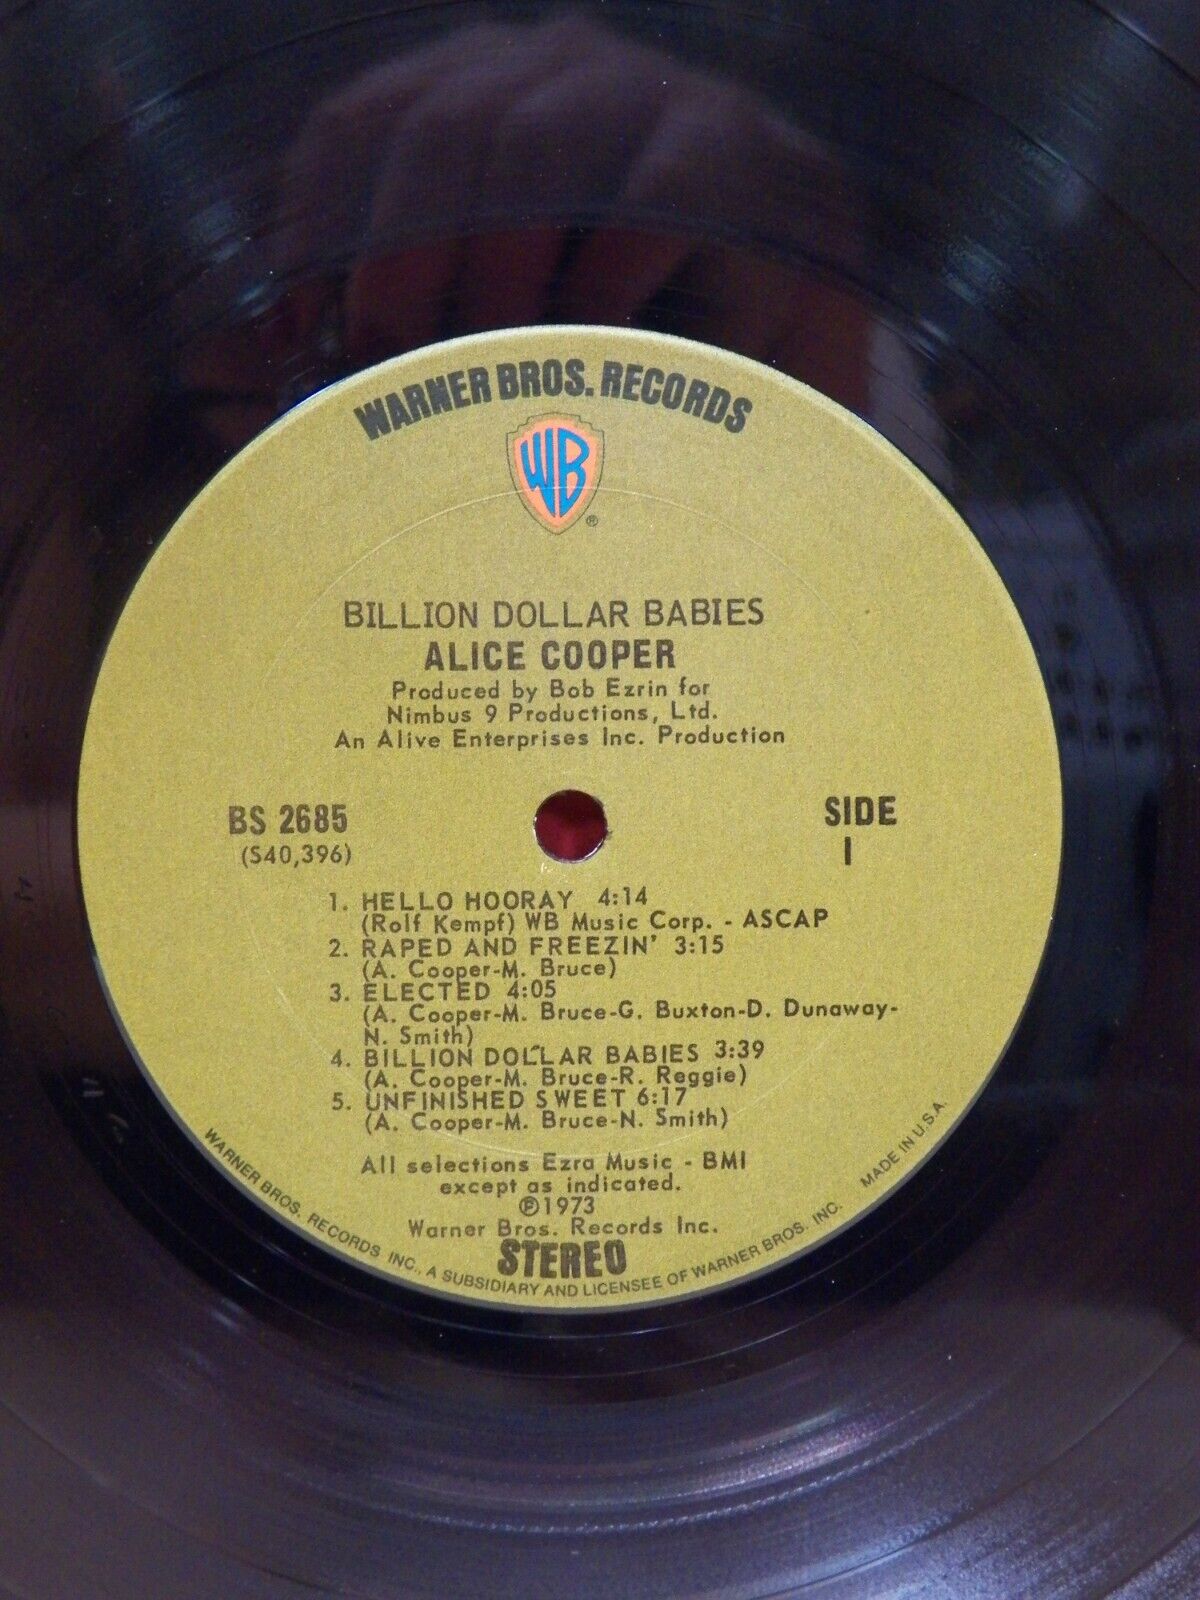 WARNER BROS. RECORDS
WB
®
BILLION DOLLAR BABIES
ALICE COOPER
Produced by Bob Ezrin for
Nimbus 9 Productions, Ltd.
An Alive Enterprises Inc. Production
BS 2685
(S40,396)
SIDE
1
1. HELLO HOORAY 4:14
(Rolf Kempf) WB Music Corp. - ASCAP
2. RAPED AND FREEZIN' 3:15
(A. Cooper-M. Bruce)
3. ELECTED 4:05
(A. Cooper-M. Bruce-G. Buxton-D. Dunaway-
N. Smith)
4. BILLION DOLLAR BABIES 3:39
(A. Cooper-M. Bruce-R. Reggie)
5. UNFINISHED SWEET 6:17
(A. Cooper-M. Bruce-N. Smith)
All selections Ezra Music - BMI
except as indicated.
℗1973
Warner Bros. Records Inc.
STEREO
WARNER BROS. RECORDS INC., A SUBSIDIARY AND LICENSEE OF WARNER BROS. INC. MADE IN U.S.A.